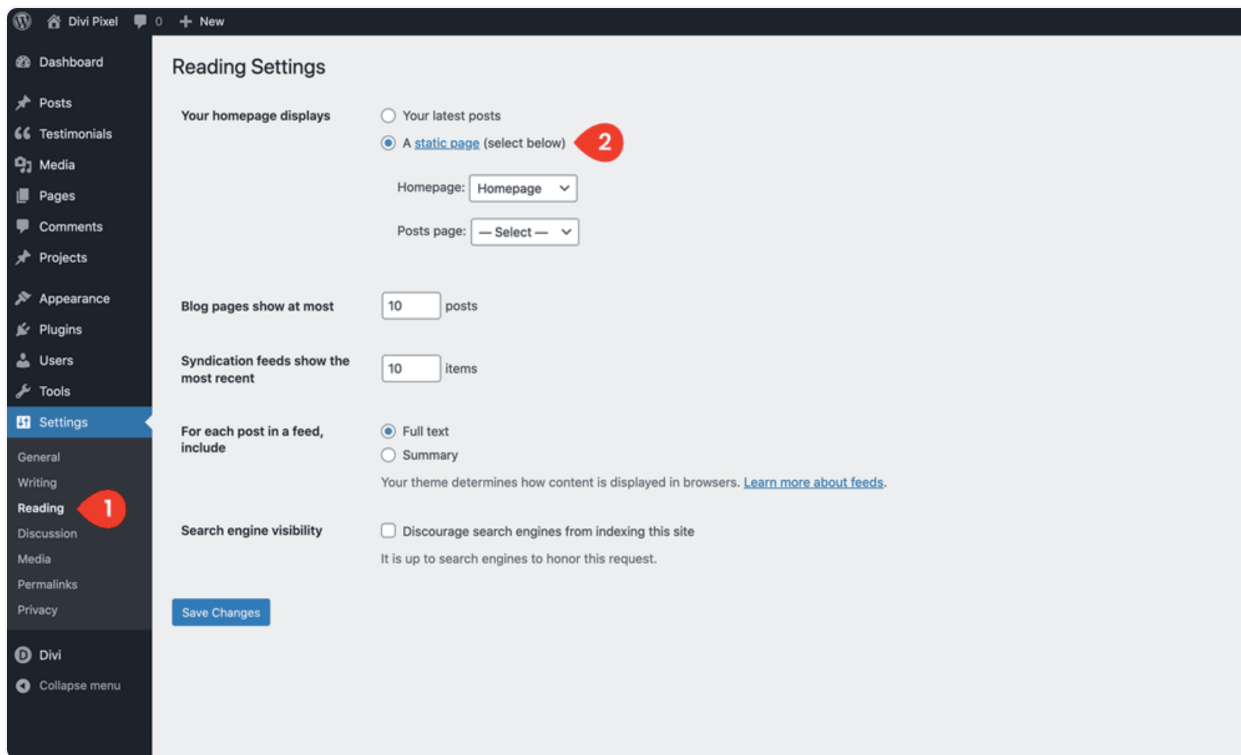 Divi Pixel 0 New
Dashboard
Posts
Testimonials
Media
Pages
Comments
Projects
Appearance
Plugins
Users
Tools
Settings
General
Writing
Reading 1
Discussion
Media
Permalinks
Privacy
Divi
Collapse menu
Reading Settings
Your homepage displays
Your latest posts
A static page (select below) 2
Homepage: Homepage
Posts page: — Select —
Blog pages show at most
10 posts
Syndication feeds show the
most recent
10 items
For each post in a feed,
include
Full text
Summary
Your theme determines how content is displayed in browsers. Learn more about feeds.
Search engine visibility
Discourage search engines from indexing this site
It is up to search engines to honor this request.
Save Changes